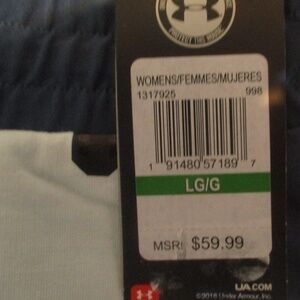 PROTECT THIS HOUSE
WOMENS/FEMMES/MUJERES
1317925 998
1 91480 57189 7
LG/G
MSRP $59.99
UA.COM
©2016 Under Armour, Inc.